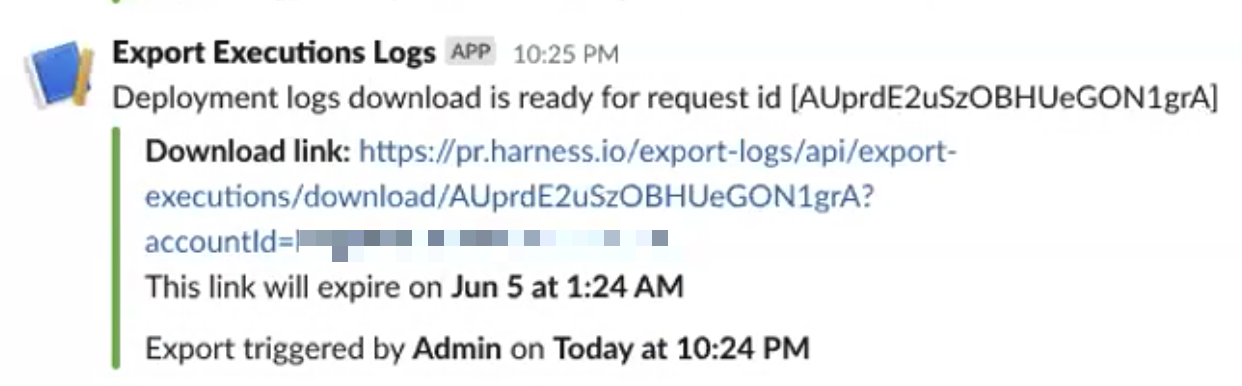 Export Executions Logs APP 10:25 PM
Deployment logs download is ready for request id [AUprdE2uSzOBHUeGON1grA]
Download link: https://pr.harness.io/export-logs/api/export-
executions/download/AUprdE2uSzOBHUeGON1grA?
accountId=
This link will expire on Jun 5 at 1:24 AM
Export triggered by Admin on Today at 10:24 PM